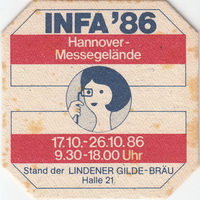 INFA '86
Hannover-
Messegelände
17.10.-26.10.86
9.30-18.00 Uhr
Stand der LINDENER GILDE-BRÄU
Halle 21